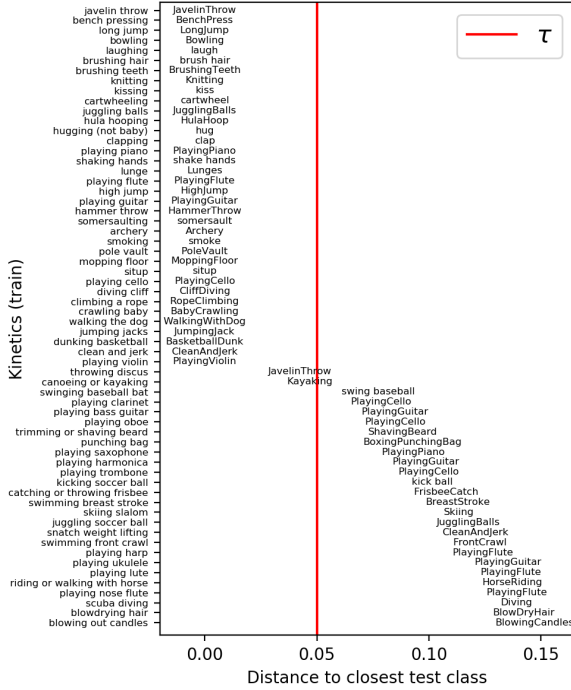 javelin throw JavelinThrow
bench pressing BenchPress
long jump LongJump
bowling Bowling
laughing laugh
brushing hair brush hair
brushing teeth BrushingTeeth
knitting Knitting
kissing kiss
cartwheeling cartwheel
juggling balls JugglingBalls
hula hooping HulaHoop
hugging (not baby) hug
clapping clap
playing piano PlayingPiano
shaking hands shake hands
lunge Lunges
playing flute PlayingFlute
high jump HighJump
playing guitar PlayingGuitar
hammer throw HammerThrow
somersaulting somersault
archery Archery
smoking smoke
pole vault PoleVault
mopping floor MoppingFloor
situp situp
playing cello PlayingCello
diving cliff CliffDiving
climbing a rope RopeClimbing
crawling baby BabyCrawling
walking the dog WalkingWithDog
jumping jacks JumpingJack
dunking basketball BasketballDunk
clean and jerk CleanAndJerk
playing violin PlayingViolin
throwing discus JavelinThrow
canoeing or kayaking Kayaking
swinging baseball bat swing baseball
playing clarinet PlayingCello
playing bass guitar PlayingGuitar
playing oboe PlayingCello
trimming or shaving beard ShavingBeard
punching bag BoxingPunchingBag
playing saxophone PlayingPiano
playing harmonica PlayingGuitar
playing trombone PlayingCello
kicking soccer ball kick ball
catching or throwing frisbee FrisbeeCatch
swimming breast stroke BreastStroke
skiing slalom Skiing
juggling soccer ball JugglingBalls
snatch weight lifting CleanAndJerk
swimming front crawl FrontCrawl
playing harp PlayingFlute
playing ukulele PlayingGuitar
playing lute PlayingFlute
riding or walking with horse HorseRiding
playing nose flute PlayingFlute
scuba diving Diving
blowdrying hair BlowDryHair
blowing out candles BlowingCandles
τ
Kinetics (train)
0.00 0.05 0.10 0.15
Distance to closest test class